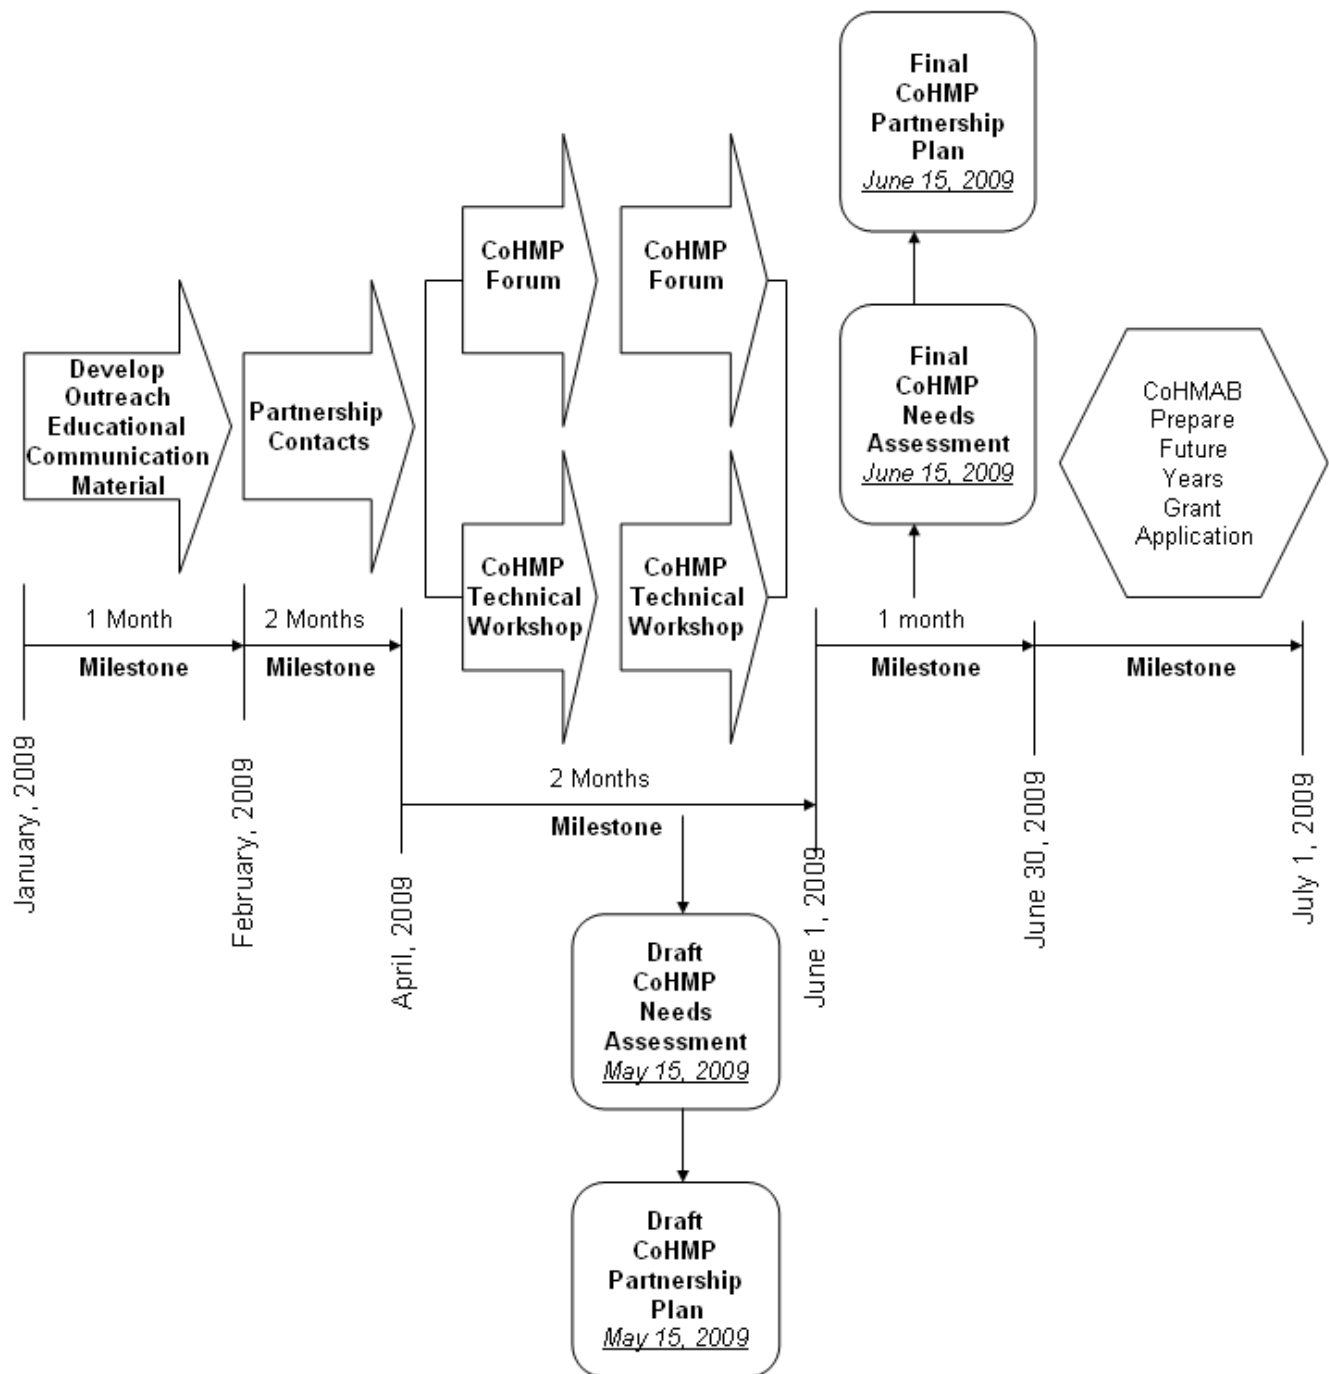 Develop
Outreach
Educational
Communication
Material
Partnership
Contacts
CoHMP
Forum
CoHMP
Forum
CoHMP
Technical
Workshop
CoHMP
Technical
Workshop
Final
CoHMP
Partnership
Plan
June 15, 2009
Final
CoHMP
Needs
Assessment
June 15, 2009
CoHMAB
Prepare
Future
Years
Grant
Application
1 Month
Milestone
2 Months
Milestone
2 Months
Milestone
1 month
Milestone
Milestone
January, 2009
February, 2009
April, 2009
June 1, 2009
June 30, 2009
July 1, 2009
Draft
CoHMP
Needs
Assessment
May 15, 2009
Draft
CoHMP
Partnership
Plan
May 15, 2009